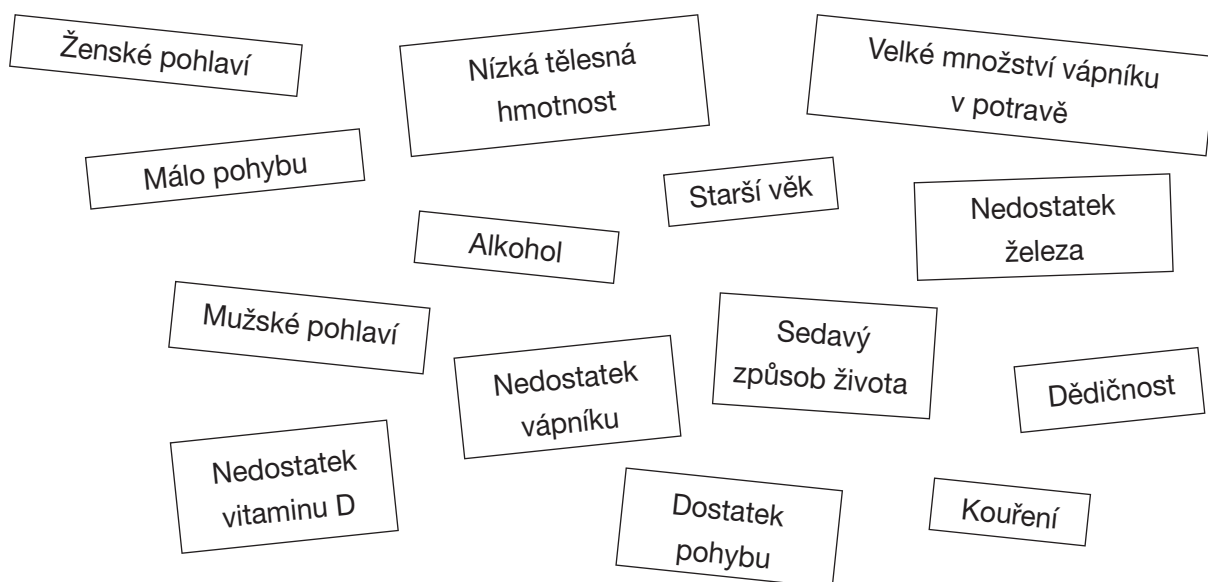 Ženské pohlaví
Nízká tělesná
hmotnost
Velké množství vápníku
v potravě
Málo pohybu
Starší věk
Nedostatek
železa
Alkohol
Mužské pohlaví
Sedavý
způsob života
Nedostatek
vápníku
Dědičnost
Nedostatek
vitaminu D
Dostatek
pohybu
Kouření